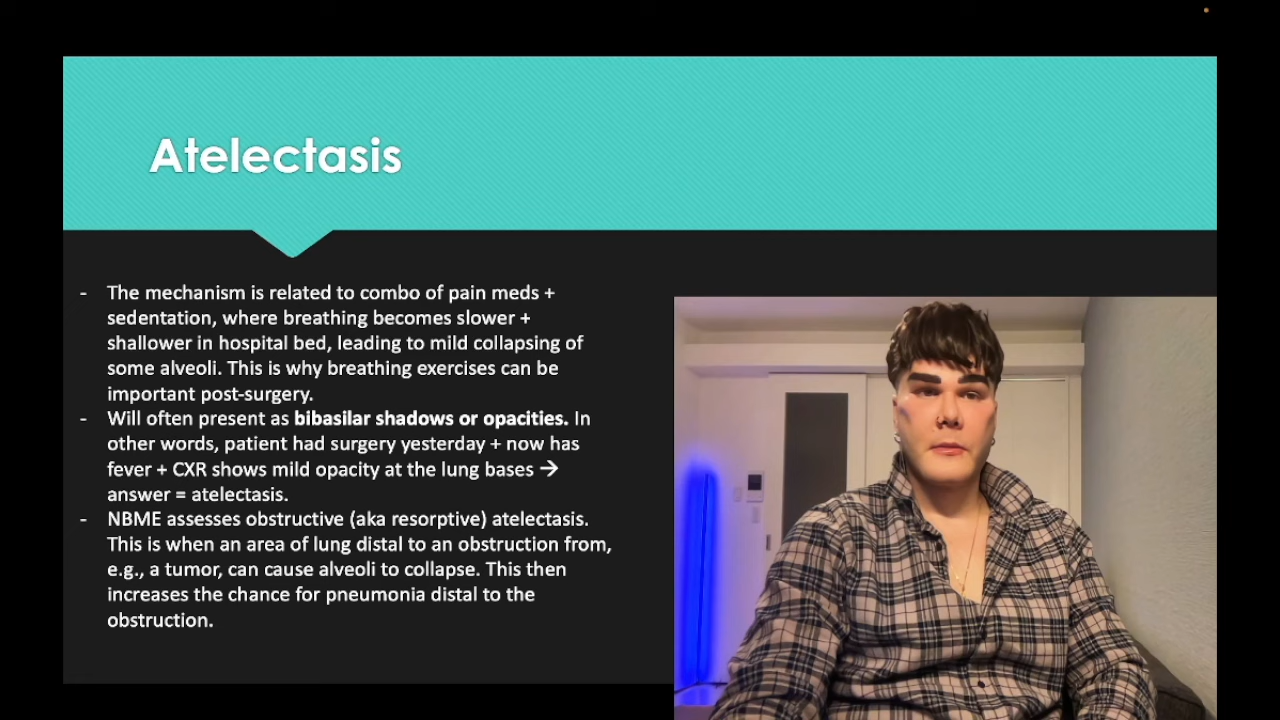 Atelectasis
- The mechanism is related to combo of pain meds +
sedentation, where breathing becomes slower +
shallower in hospital bed, leading to mild collapsing of
some alveoli. This is why breathing exercises can be
important post-surgery.
- Will often present as bibasilar shadows or opacities. In
other words, patient had surgery yesterday + now has
fever + CXR shows mild opacity at the lung bases →
answer = atelectasis.
- NBME assesses obstructive (aka resorptive) atelectasis.
This is when an area of lung distal to an obstruction from,
e.g., a tumor, can cause alveoli to collapse. This then
increases the chance for pneumonia distal to the
obstruction.